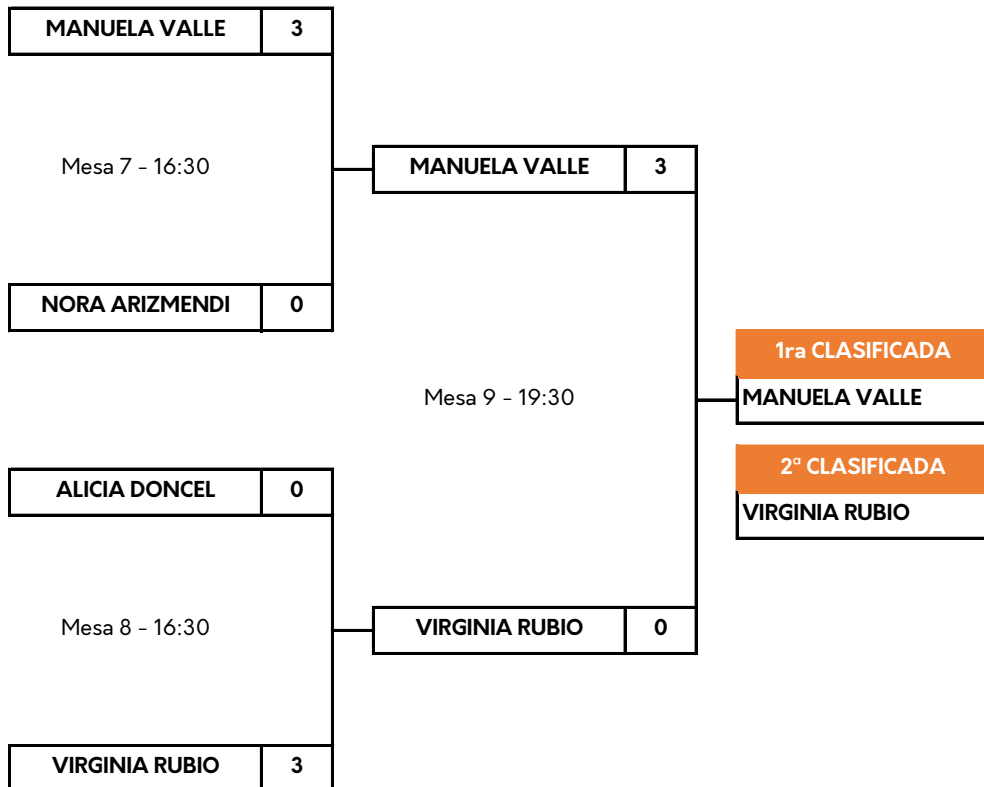 MANUELA VALLE 3
Mesa 7 - 16:30
MANUELA VALLE 3
NORA ARIZMENDI 0
1ra CLASIFICADA
Mesa 9 - 19:30
MANUELA VALLE
2ª CLASIFICADA
ALICIA DONCEL 0
VIRGINIA RUBIO
Mesa 8 - 16:30
VIRGINIA RUBIO 0
VIRGINIA RUBIO 3